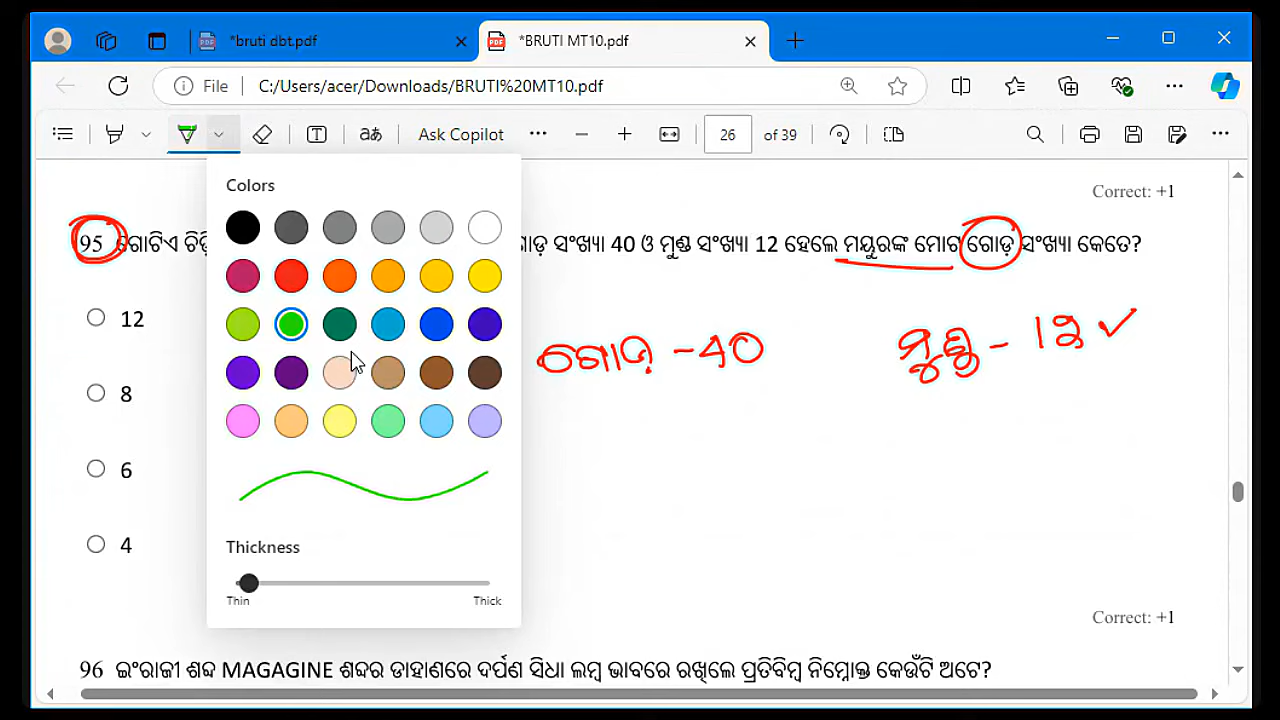 *bruti dbt.pdf
*BRUTI MT10.pdf
File
C:/Users/acer/Downloads/BRUTI%20MT10.pdf
Ask Copilot
26 of 39
Colors
Correct: +1
95 ଗୋଟିଏ ସଂଖ୍ୟା 40 ଓ ମୁଣ୍ଡ ସଂଖ୍ୟା 12 ହେଲେ ମୟୁରଙ୍କ ମୋଟ ଗୋଡ଼ ସଂଖ୍ୟା କେତେ?
12
ଗୋଡ଼ -40
ମୁଣ୍ଡ - 12
8
6
4
Thickness
Thin
Thick
Correct: +1
96 ଇଂରାଜୀ ଶବ୍ଦ MAGAGINE ଶବ୍ଦର ଡାହାଣରେ ଦର୍ପଣ ସିଧା ଲମ୍ବ ଭାବରେ ରଖିଲେ ପ୍ରତିବିମ୍ବ ନିମ୍ନୋକ୍ତ କେଉଁଟି ଅଟେ?